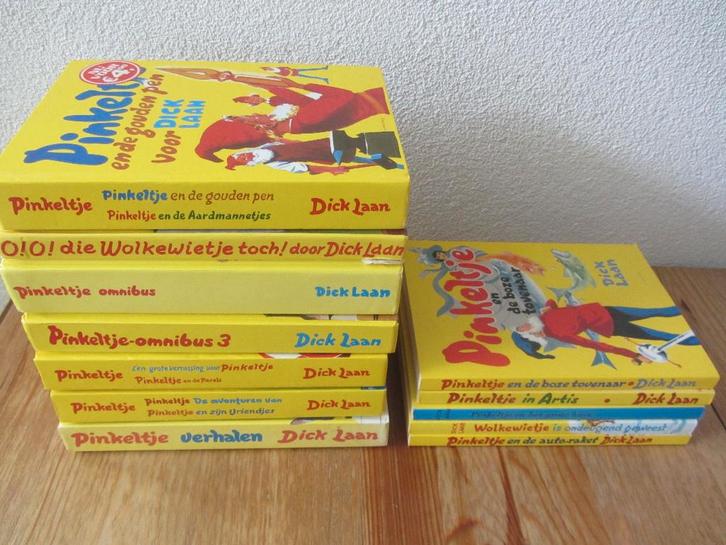 Pinkeltje
en de gouden pen
voor DICK
LAAN
Pinkeltje
Pinkeltje en de gouden pen
Pinkeltje en de Aardmannetjes
Dick Laan
O! O! die Wolkewietje toch! door Dick Laan
Pinkeltje omnibus Dick Laan
Pinkeltje-omnibus 3 Dick Laan
Pinkeltje
Een grote verrassing voor Pinkeltje
Pinkeltje en de Parels
Dick Laan
Pinkeltje
Pinkeltje De avonturen van
Pinkeltje en zijn Vriendjes
Dick Laan
Pinkeltje verhalen Dick Laan
Pinkeltje
en
de boze
tovenaar
DICK
LAAN
Pinkeltje en de boze tovenaar • Dick Laan
Pinkeltje in Artis • Dick Laan
DICK
LAAN
Wolkewietje is ondeugend geweest
Pinkeltje en de auto-raket Dick Laan